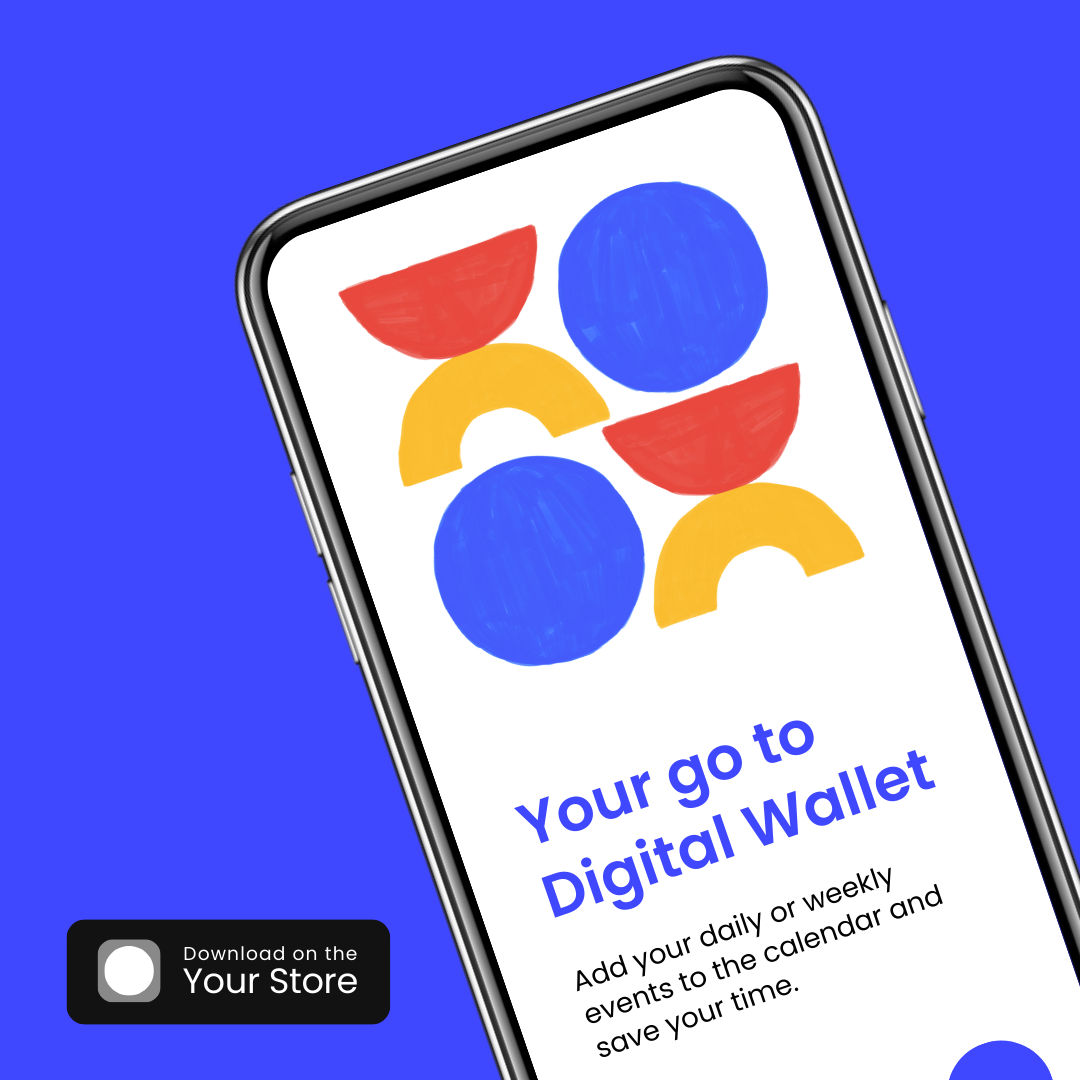 Your go to
Digital Wallet
Add your daily or weekly
events to the calendar and
save your time.
Download on the
Your Store